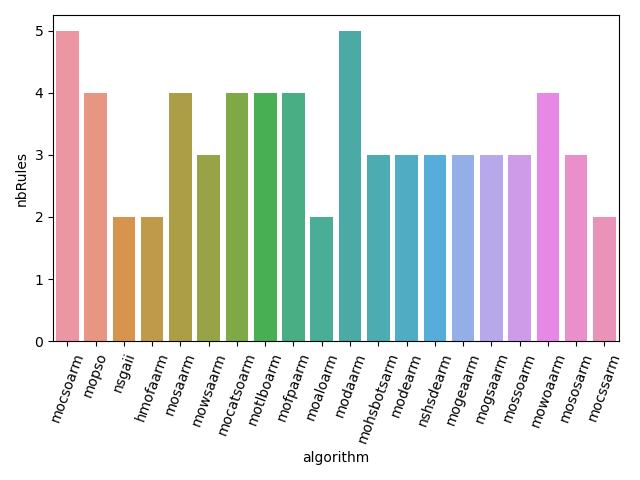 nbRules
5
4
3
2
1
0
mocsoarm
mopso
nsgaii
hmofaarm
mosaarm
mowsaarm
mocatsoarm
motlboarm
mofpaarm
moaloarm
modaarm
mohsbotsarm
modearm
nshsdearm
mogeaarm
mogsaarm
mossoarm
mowoaarm
mososarm
mocssarm
algorithm